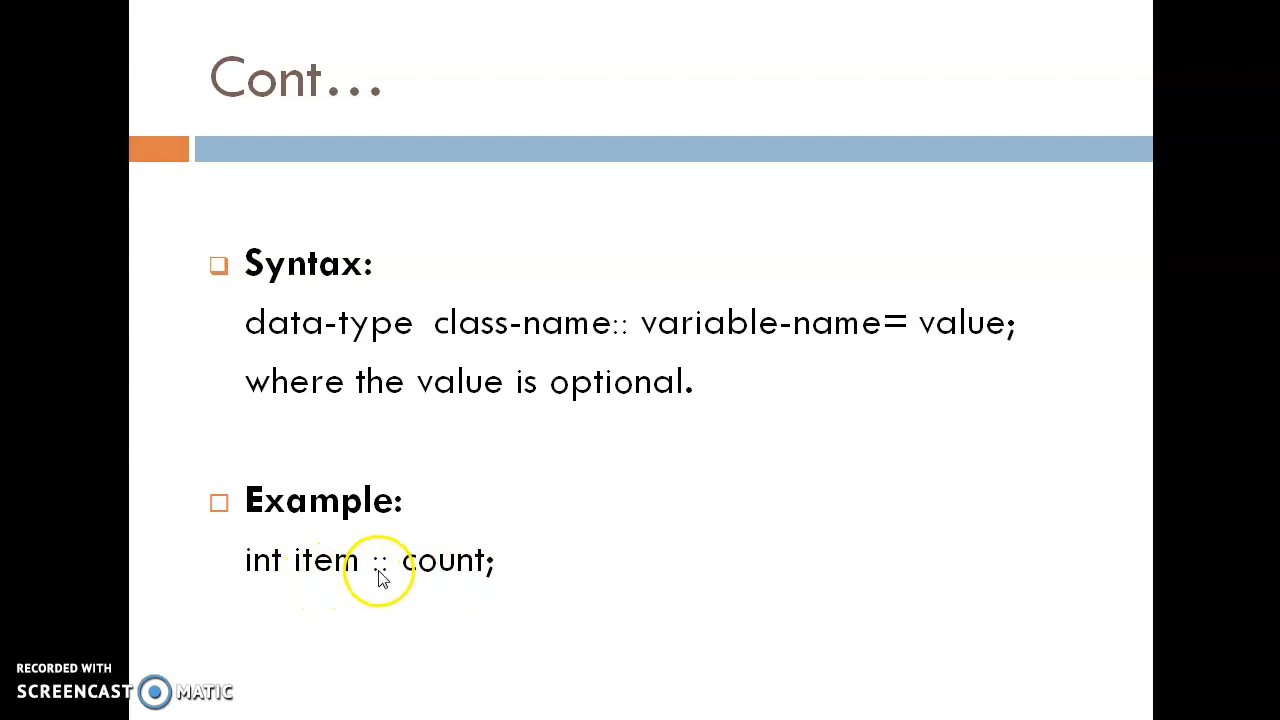 Cont...
Syntax:
data-type class-name:: variable-name= value;
where the value is optional.
Example:
int item :: count;
RECORDED WITH
SCREENCAST MATIC